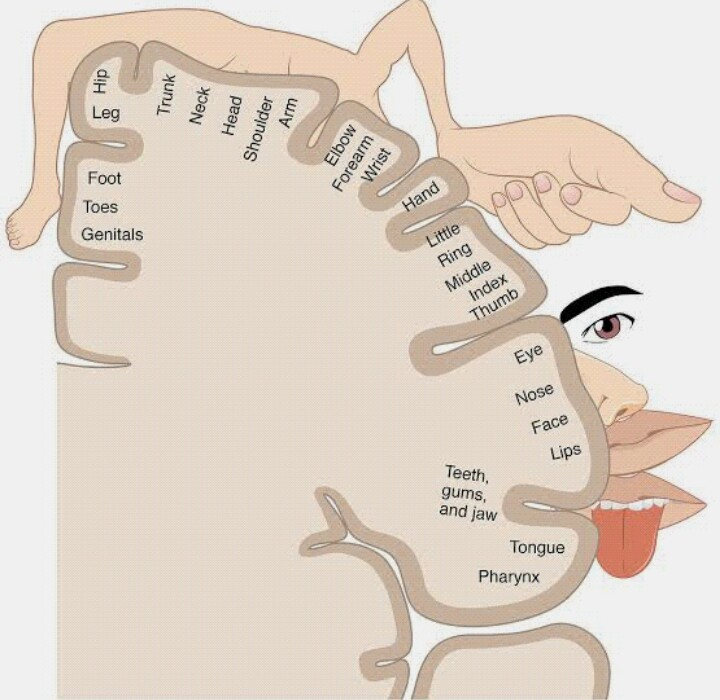 Hip
Leg
Trunk
Neck
Head
Shoulder
Arm
Elbow
Forearm
Wrist
Hand
Little
Ring
Middle
Index
Thumb
Foot
Toes
Genitals
Eye
Nose
Face
Lips
Teeth,
gums,
and jaw
Tongue
Pharynx